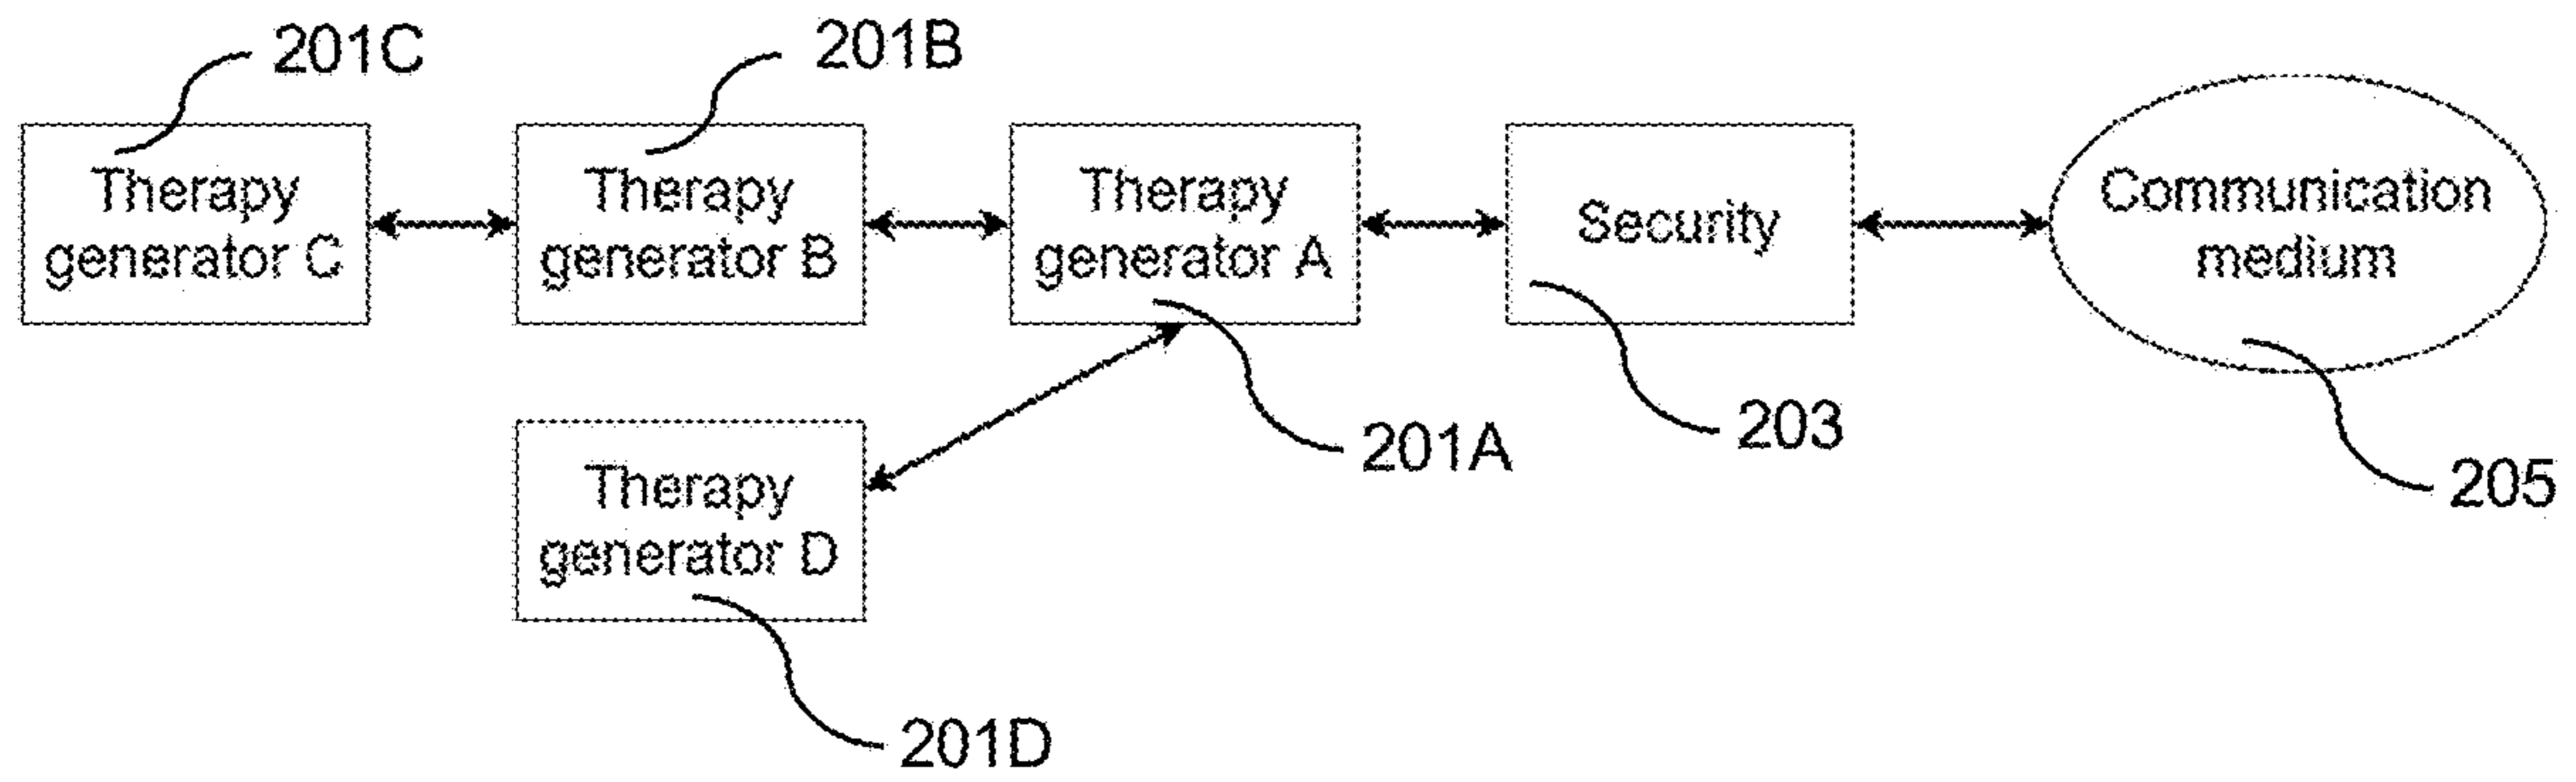 201C
201B
Therapy
generator C
Therapy
generator B
Therapy
generator A
Security
Communication
medium
201A
203
205
Therapy
generator D
201D